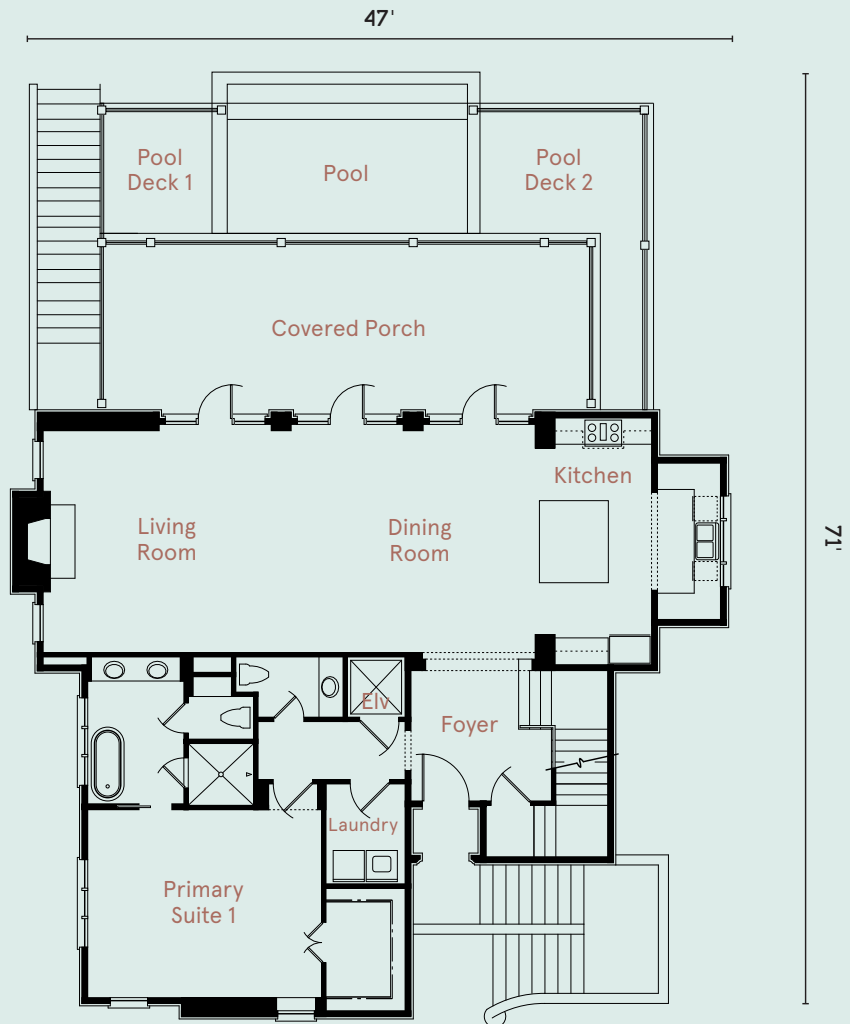 47'
Pool
Deck 1
Pool
Pool
Deck 2
Covered Porch
Kitchen
Living
Room
Dining
Room
71'
Elv
Foyer
Laundry
Primary
Suite 1